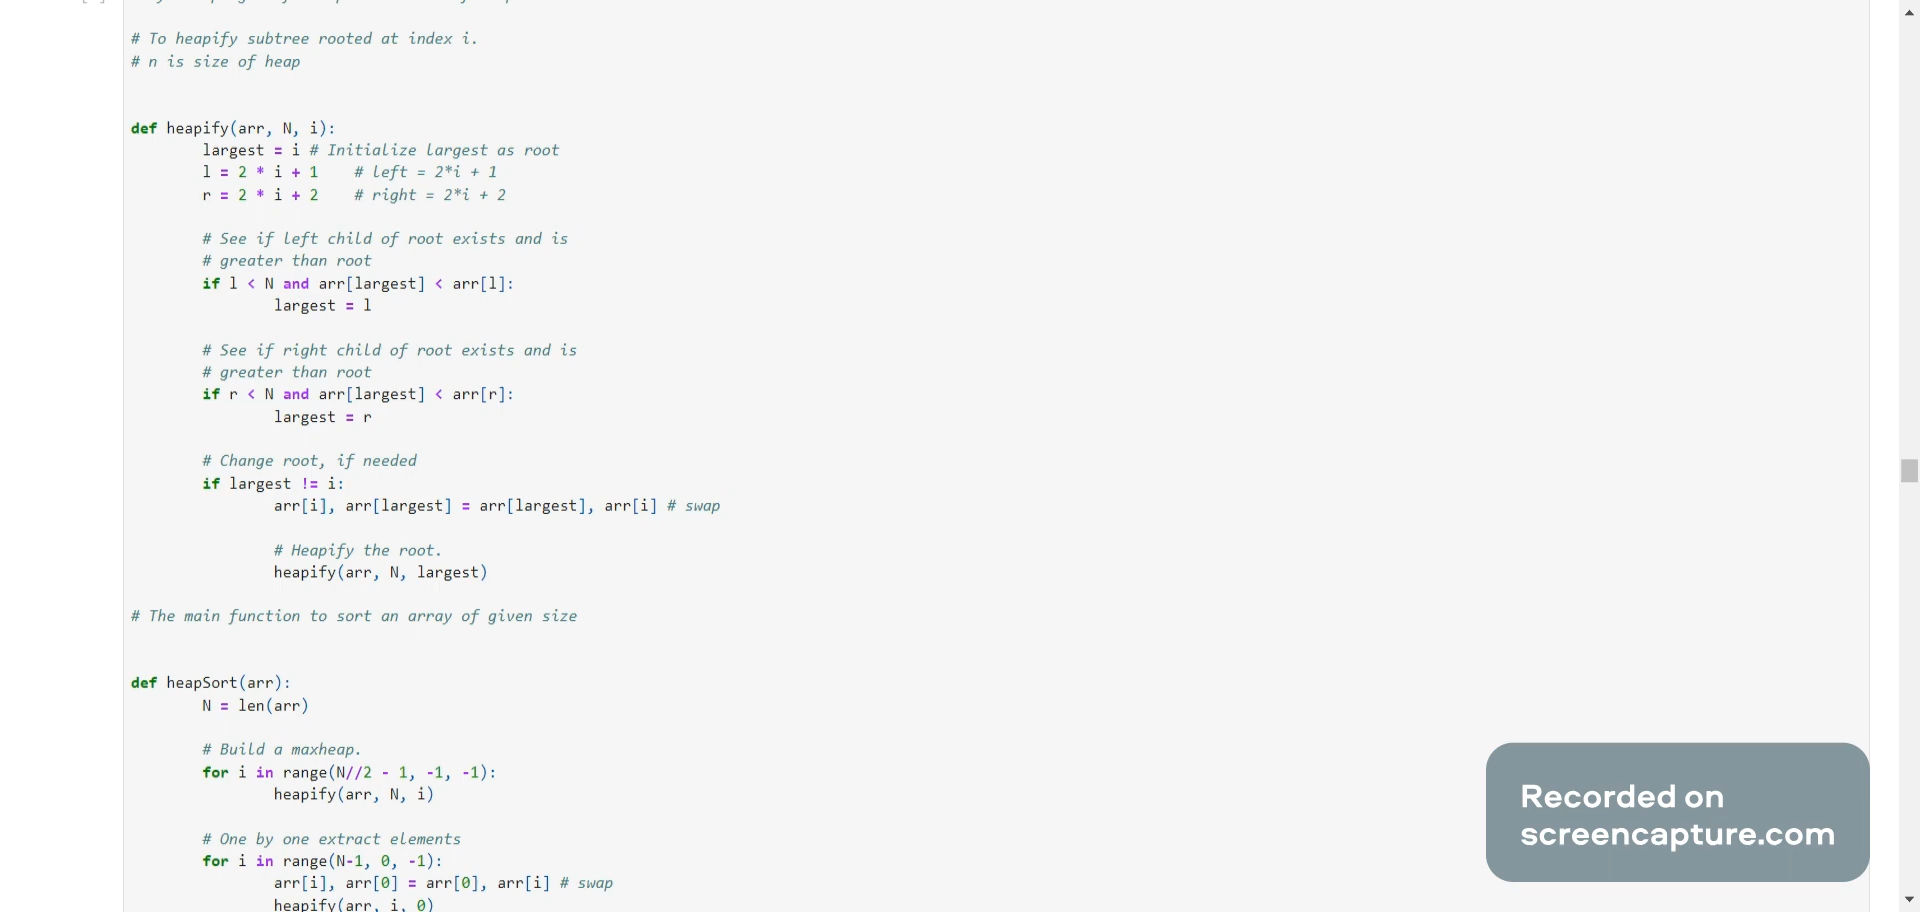 # To heapify subtree rooted at index i.
# n is size of heap
def heapify(arr, N, i):
largest = i # Initialize largest as root
l = 2 * i + 1 # left = 2*i + 1
r = 2 * i + 2 # right = 2*i + 2
# See if left child of root exists and is
# greater than root
if l < N and arr[largest] < arr[l]:
largest = l
# See if right child of root exists and is
# greater than root
if r < N and arr[largest] < arr[r]:
largest = r
# Change root, if needed
if largest != i:
arr[i], arr[largest] = arr[largest], arr[i] # swap
# Heapify the root.
heapify(arr, N, largest)
# The main function to sort an array of given size
def heapSort(arr):
N = len(arr)
# Build a maxheap.
for i in range(N//2 - 1, -1, -1):
heapify(arr, N, i)
# One by one extract elements
for i in range(N-1, 0, -1):
arr[i], arr[0] = arr[0], arr[i] # swap
heapify(arr, i, 0)
Recorded on
screencapture.com